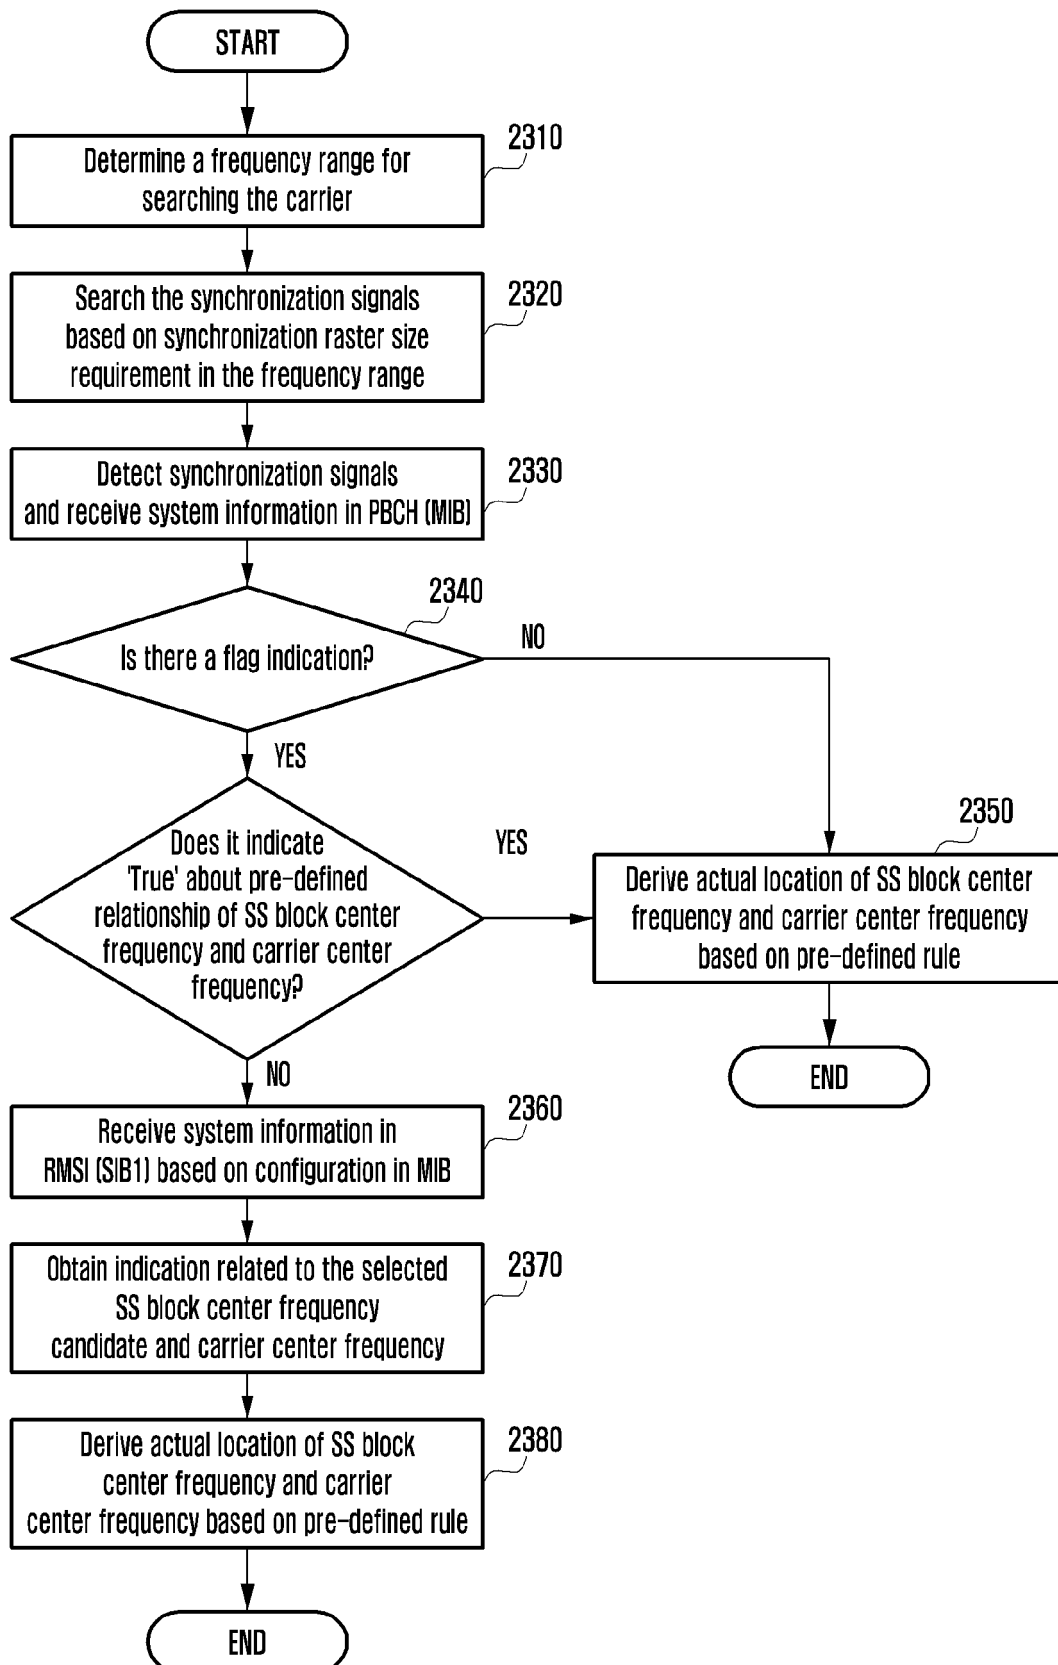 START
2310
Determine a frequency range for
searching the carrier
2320
Search the synchronization signals
based on synchronization raster size
requirement in the frequency range
2330
Detect synchronization signals
and receive system information in PBCH (MIB)
2340
Is there a flag indication?
NO
YES
Does it indicate
'True' about pre-defined
relationship of SS block center
frequency and carrier center
frequency?
YES
2350
Derive actual location of SS block center
frequency and carrier center frequency
based on pre-defined rule
END
NO
2360
Receive system information in
RMSI (SIB1) based on configuration in MIB
2370
Obtain indication related to the selected
SS block center frequency
candidate and carrier center frequency
2380
Derive actual location of SS block
center frequency and carrier
center frequency based on pre-defined rule
END